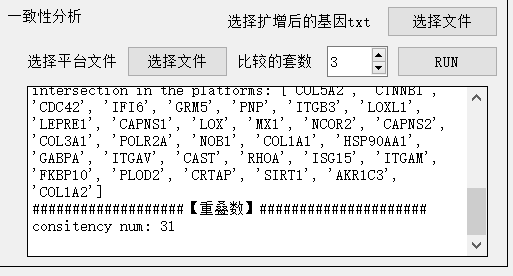 一致性分析
选择扩增后的基因txt 选择文件
选择平台文件 选择文件 比较的套数 3 RUN
intersection in the platforms: ['COL5A2', 'CTNNB1',
'CDC42', 'IFI6', 'GRM5', 'PNP', 'ITGB3', 'LOXL1',
'LEPRE1', 'CAPNS1', 'LOX', 'MX1', 'NCOR2', 'CAPNS2',
'COL3A1', 'POLR2A', 'NOB1', 'COL1A1', 'HSP90AA1',
'GABPA', 'ITGAV', 'CAST', 'RHOA', 'ISG15', 'ITGAM',
'FKBP10', 'PLOD2', 'CRTAP', 'SIRT1', 'AKR1C3',
'COL1A2']
###################【重叠数】#####################
consitency num: 31